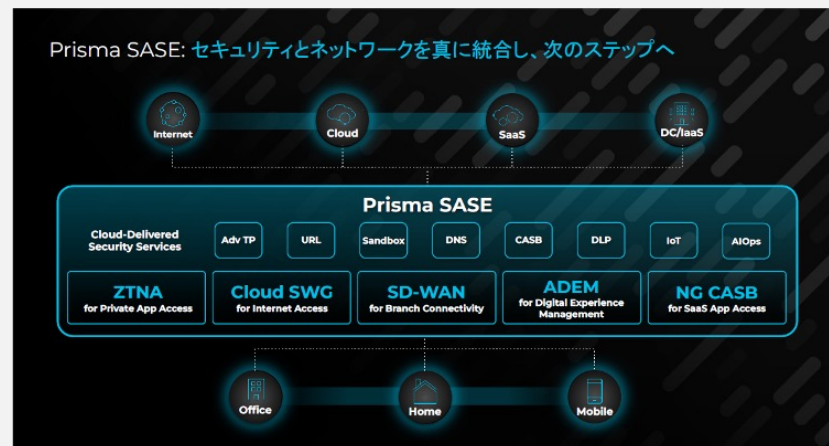 Prisma SASE: セキュリティとネットワークを真に統合し、次のステップへ
Internet
Cloud
SaaS
DC/IaaS
Prisma SASE
Cloud-Delivered
Security Services
Adv TP
URL
Sandbox
DNS
CASB
DLP
IoT
AIOps
ZTNA
for Private App Access
Cloud SWG
for Internet Access
SD-WAN
for Branch Connectivity
ADEM
for Digital Experience
Management
NG CASB
for SaaS App Access
Office
Home
Mobile